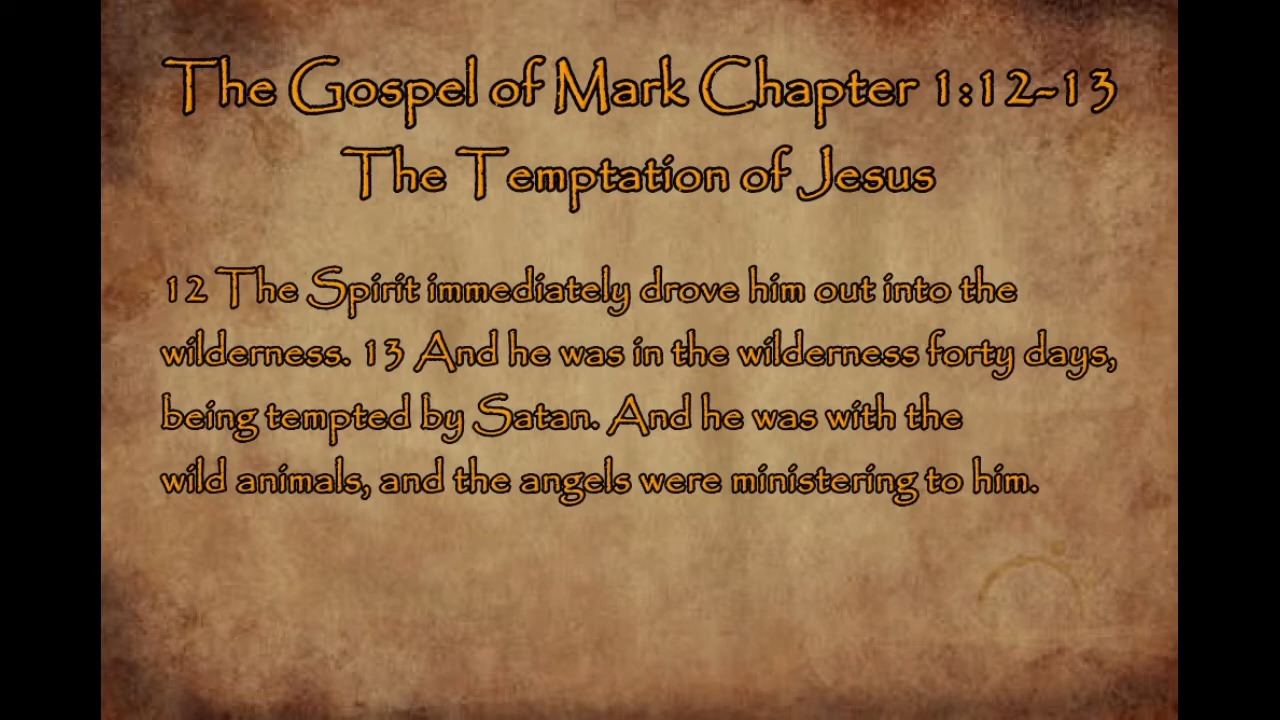 The Gospel of Mark Chapter 1:12-13
The Temptation of Jesus
12 The Spirit immediately drove him out into the
wilderness. 13 And he was in the wilderness forty days,
being tempted by Satan. And he was with the
wild animals, and the angels were ministering to him.